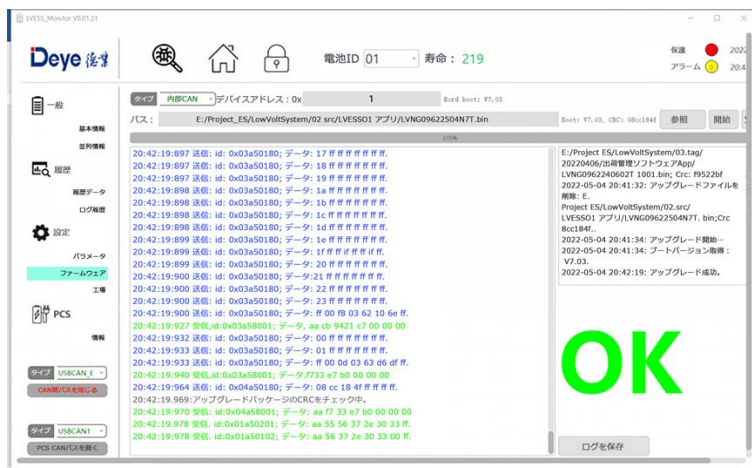 LVESS_Monitor V0.01.21
Deye 德业
電池ID 01
寿命： 219
保護
2022
アラーム
20:4
一般
基本情報
並列情報
履歴
履歴データ
ログ履歴
設定
パラメータ
ファームウェア
工場
PCS
情報
タイプ USBCAN_E
CAN開パスを閉じる
タイプ USBCAN1
PCS CANパスを開く
タイプ 内部CAN デバイスアドレス：0x 1 Bord boot: V7.03
パス： E:/Project_ES/LowVoltSystem/02 src/LVESSO1 アプリ/LVNG09622504N7T.bin Boot: V7.03, CRC: 08cc184f 参照 開始
100%
20:42:19:897 送信: id: 0x03a50180; データ: 17 ff ff ff ff ff ff ff.
20:42:19:897 送信: id: 0x03a50180; データ: 18 ff ff ff ff ff ff ff.
20:42:19:897 送信: id: 0x03a50180; データ: 19 ff ff ff ff ff ff ff.
20:42:19:898 送信: id: 0x03a50180; データ: 1a ff ff ff ff ff ff ff.
20:42:19:898 送信: id: 0x03a50180; データ: 1b ff ff ff ff ff ff ff.
20:42:19:898 送信: id: 0x03a50180; データ: 1c ff ff ff ff ff ff ff.
20:42:19:898 送信: id: 0x03a50180; データ: 1d ff ff ff ff ff ff ff.
20:42:19:899 送信: id: 0x03a50180; データ: 1e ff ff ff ff ff ff ff.
20:42:19:899 送信: id: 0x03a50180; データ: 1f ff ff if ff ff if ff.
20:42:19:899 送信: id: 0x03a50180; データ: 20 ff ff ff ff ff ff ff.
20:42:19:900 送信: id: 0x03a50180; データ:21 ff ff ff ff ff ff ff.
20:42:19:900 送信: id: 0x03a50180; データ: 22 ff ff ff ff ff ff ff.
20:42:19:900 送信: id: 0x03a50180; データ: 23 ff ff ff ff ff ff ff.
20:42:19:900 送信: id: 0x03a50180; データ: ff 00 f8 03 62 10 6e ff.
20:42:19:927 受信,id:0x03a58001; データ, aa cb 9421 c7 00 00 00
20:42:19:932 送信: id: 0x03a50180; データ: 00 ff ff ff ff ff ff ff.
20:42:19:933 送信: id: 0x03a50180; データ: 01 ff ff ff ff ff ff ff.
20:42:19:933 送信: id: 0x03a50180; データ: ff 00 0d 03 63 d6 df ff.
20:42:19:940 受信,id:0x03a58001; データ,f733 e7 b0 00 00 00
20:42:19:964 送信: id: 0x04a50180; データ: 08 cc 18 4f ff ff ff ff.
20:42:19.969:アップグレードパッケージのCRCをチェック中。
20:42:19:970 受信. id:0x04a58001; データ: aa f7 33 e7 b0 00 00 00
20:42:19:978 受信. id:0x01a50201; データ: aa 55 56 37 2e 30 33 ff.
20:42:19:978 受信. id:0x01a50102; データ: aa 56 37 2e 30 33 00 ff.
E:/Project ES/LowVoltSystem/03.tag/
20220406/出荷管理ソフトウェアApp/
LVNG0962240602T 1001.bin; Crc: f9522bf
2022-05-04 20:41:32: アップグレードファイルを
削除: E.
Project ES/LowVoltSystem/02.src/
LVESSO1 アプリ/LVNG09622504N7T. bin;Crc
8cc184f..
2022-05-04 20:41:34: アップグレード開始…
2022-05-04 20:41:34: ブートバージョン取得：
V7.03.
2022-05-04 20:42:19: アップグレード成功。
OK
ログを保存